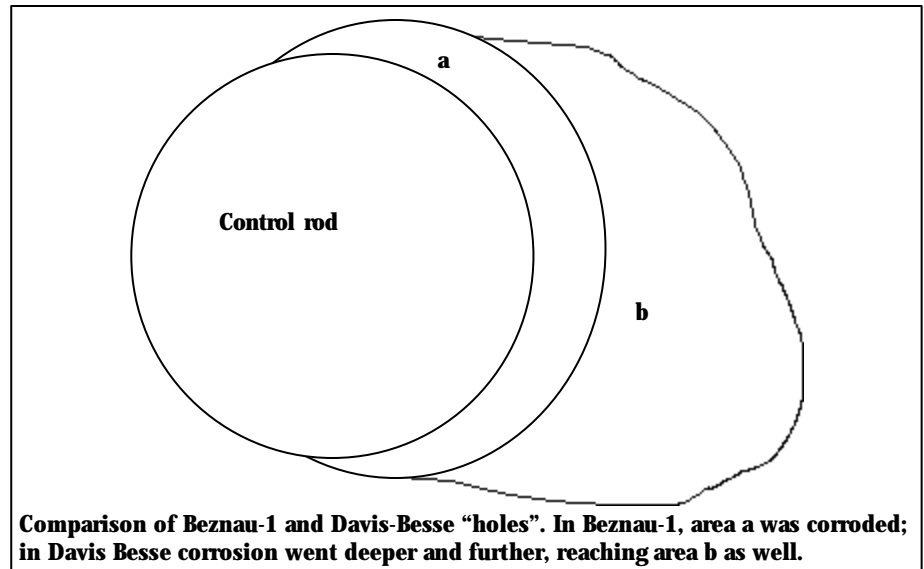 a
Control rod
b
Comparison of Beznau-1 and Davis-Besse “holes”. In Beznau-1, area a was corroded;
in Davis Besse corrosion went deeper and further, reaching area b as well.